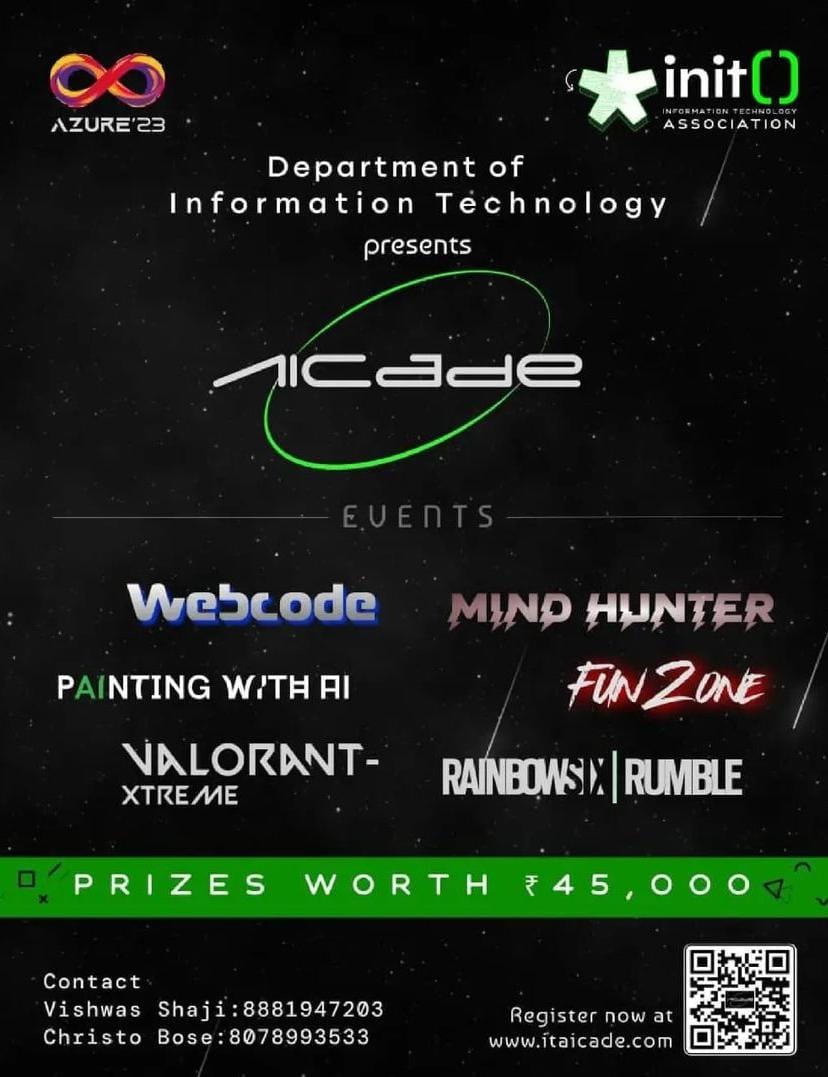 AZURE'23
init()
INFORMATION TECHNOLOGY
ASSOCIATION
Department of
Information Technology
presents
AICade
EVENTS
Webcode
MIND HUNTER
PAINTING WITH AI
FUN ZONE
VALORANT-
XTREME
RAINBOWSIX|RUMBLE
PRIZES WORTH ₹45,000
Contact
Vishwas Shaji:8881947203
Christo Bose:8078993533
Register now at
www.itaicade.com